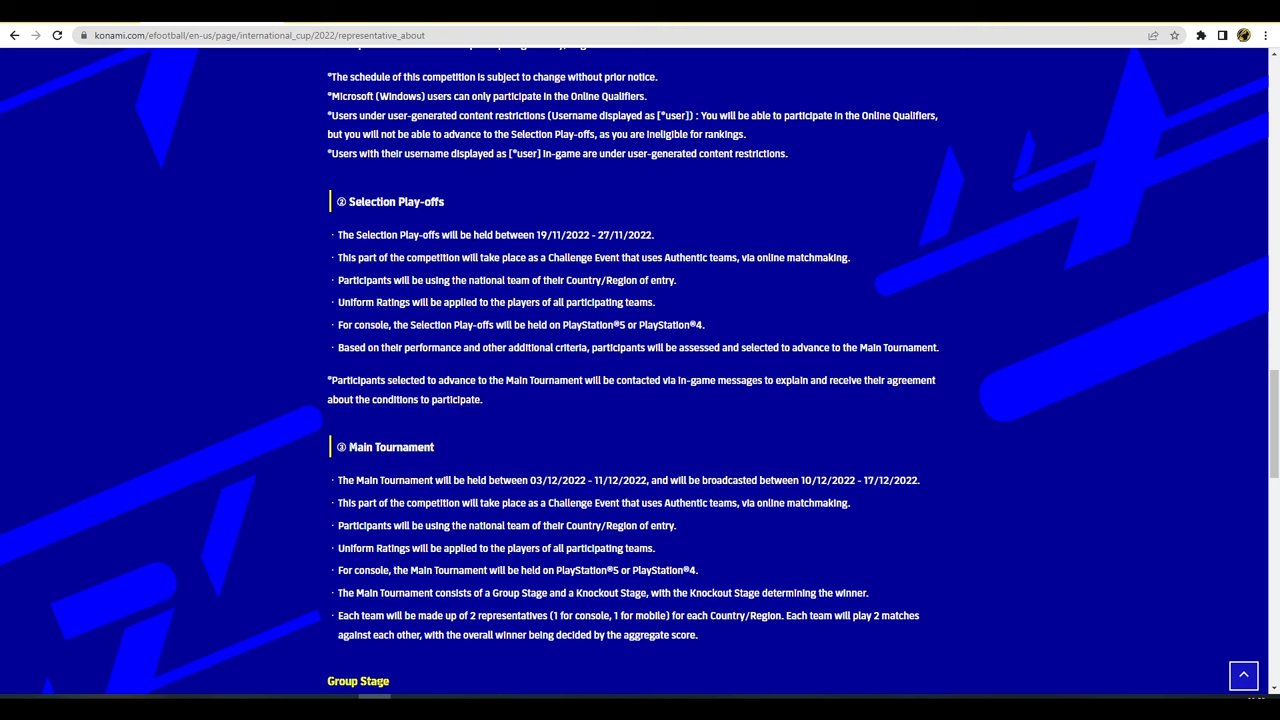 konami.com/efootball/en-us/page/international_cup/2022/representative_about
*The schedule of this competition is subject to change without prior notice.
*Microsoft (Windows) users can only participate in the Online Qualifiers.
*Users under user-generated content restrictions (Username displayed as [*user]) : You will be able to participate in the Online Qualifiers,
but you will not be able to advance to the Selection Play-offs, as you are ineligible for rankings.
*Users with their username displayed as [*user] in-game are under user-generated content restrictions.
② Selection Play-offs
・The Selection Play-offs will be held between 19/11/2022 - 27/11/2022.
・This part of the competition will take place as a Challenge Event that uses Authentic teams, via online matchmaking.
・Participants will be using the national team of their Country/Region of entry.
・Uniform Ratings will be applied to the players of all participating teams.
・For console, the Selection Play-offs will be held on PlayStation®5 or PlayStation®4.
・Based on their performance and other additional criteria, participants will be assessed and selected to advance to the Main Tournament.
*Participants selected to advance to the Main Tournament will be contacted via in-game messages to explain and receive their agreement
about the conditions to participate.
③ Main Tournament
・The Main Tournament will be held between 03/12/2022 - 11/12/2022, and will be broadcasted between 10/12/2022 - 17/12/2022.
・This part of the competition will take place as a Challenge Event that uses Authentic teams, via online matchmaking.
・Participants will be using the national team of their Country/Region of entry.
・Uniform Ratings will be applied to the players of all participating teams.
・For console, the Main Tournament will be held on PlayStation®5 or PlayStation®4.
・The Main Tournament consists of a Group Stage and a Knockout Stage, with the Knockout Stage determining the winner.
・Each team will be made up of 2 representatives (1 for console, 1 for mobile) for each Country/Region. Each team will play 2 matches
against each other, with the overall winner being decided by the aggregate score.
Group Stage